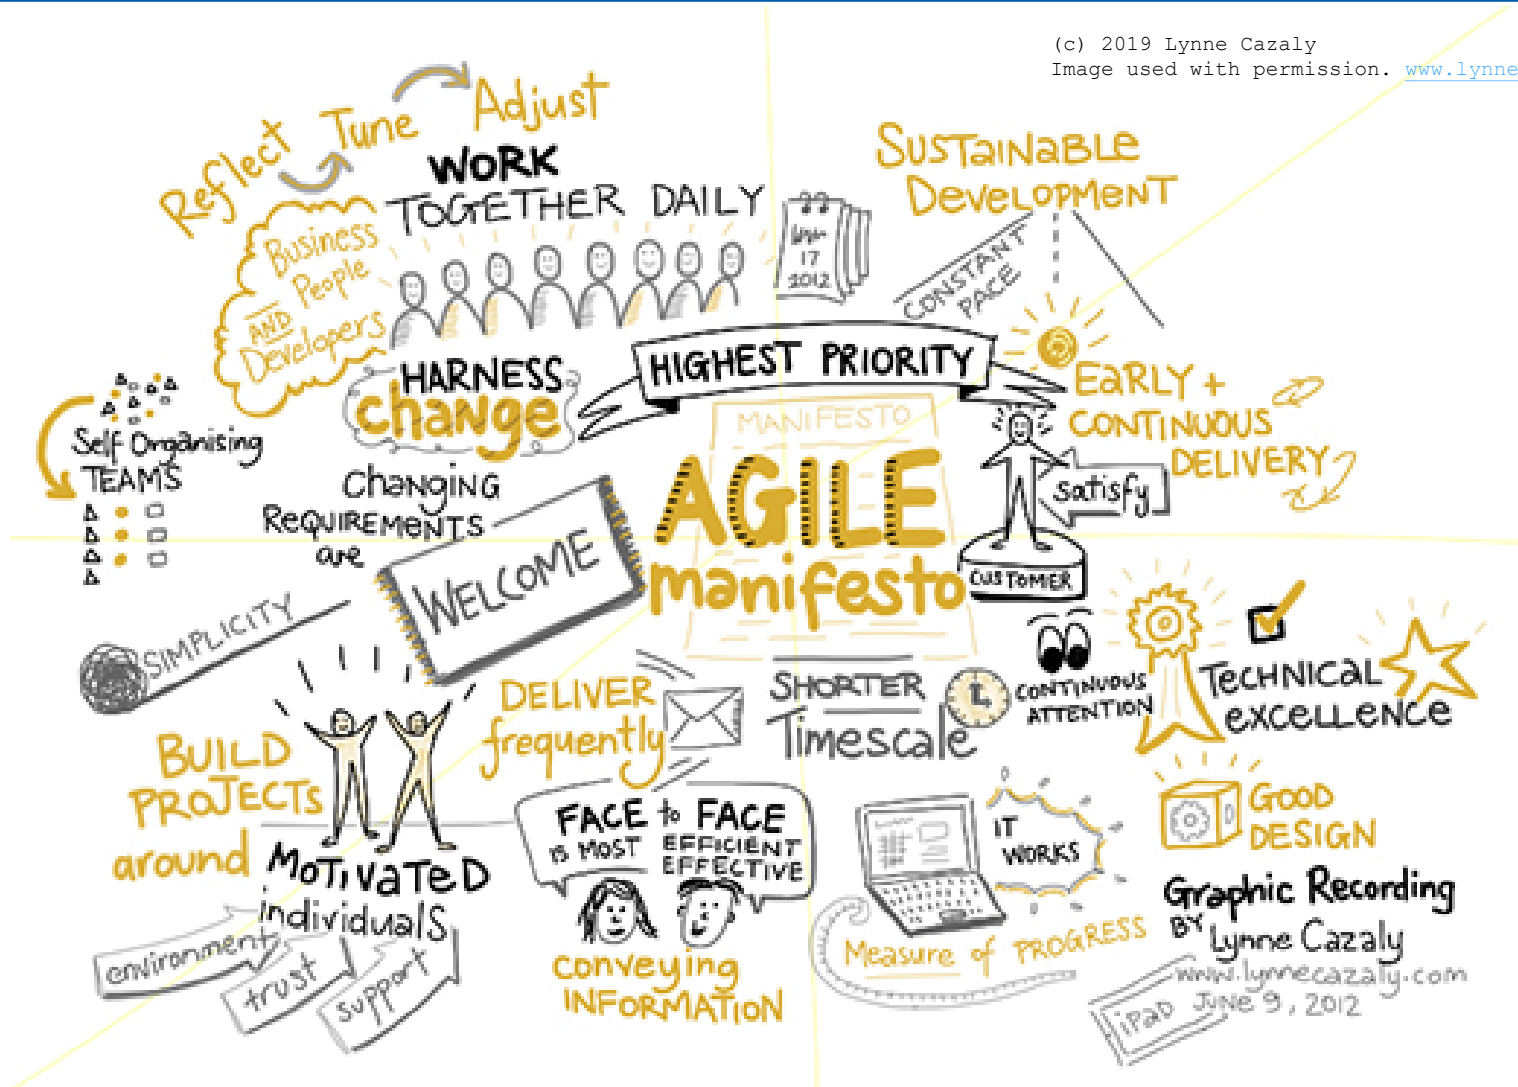 (c) 2019 Lynne Cazaly
Image used with permission. www.lynne
Reflect
Tune
Adjust
WORK
TOGETHER DAILY
Business
People
AND
Developers
17
2012
SUSTAINABLE
DEVELOPMENT
CONSTANT
PACE
HARNESS
change
HIGHEST PRIORITY
EARLY +
CONTINUOUS
DELIVERY
satisfy
CUSTOMER
MANIFESTO
AGILE
manifesto
Self Organising
TEAMS
Changing
REQUIREMENTS
are
WELCOME
SIMPLICITY
CONTINUOUS
ATTENTION
TECHNICAL
EXCELLENCE
DELIVER
frequently
SHORTER
Timescale
BUILD
PROJECTS
around
MOTIVATED
individuals
environment
trust
support
FACE to FACE
IS MOST EFFICIENT
EFFECTIVE
conveying
INFORMATION
IT
WORKS
Measure of PROGRESS
GOOD
DESIGN
Graphic Recording
BY Lynne Cazaly
www.lynnecazaly.com
iPad JUNE 9, 2012